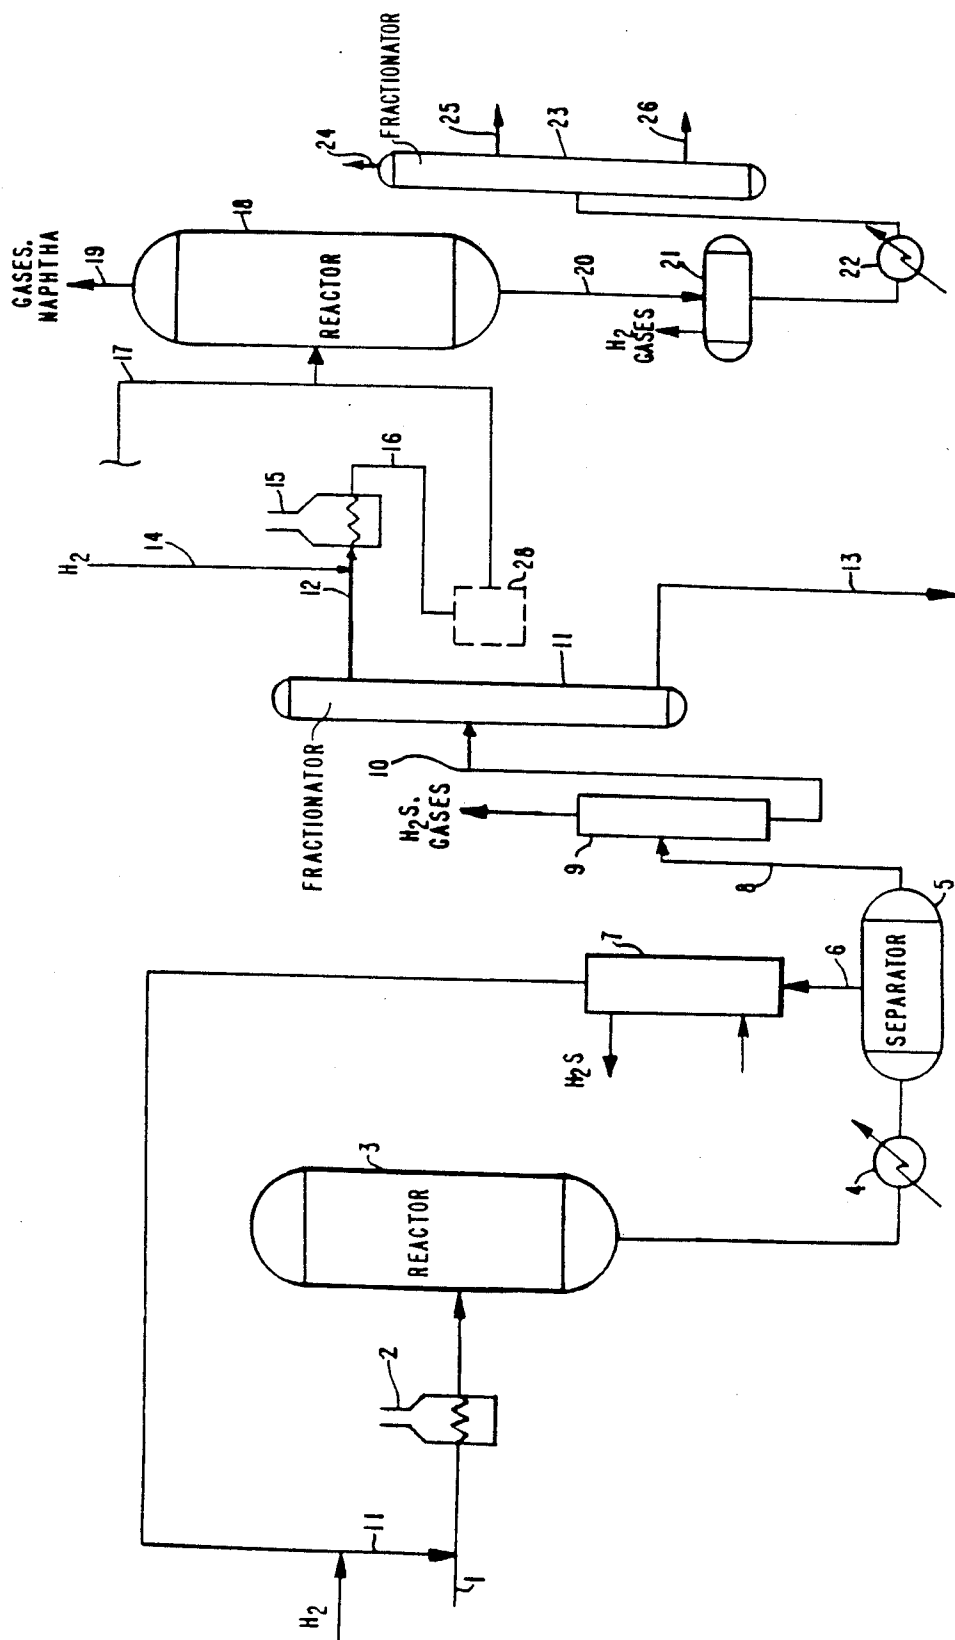 H2
11
1
2
REACTOR
3
4
SEPARATOR
5
6
7
H2S
8
9
H2S.
GASES
10
FRACTIONATOR
11
12
13
H2
14
15
16
28
17
REACTOR
18
GASES.
NAPHTHA
19
20
H2
GASES
21
22
FRACTIONATOR
23
24
25
26